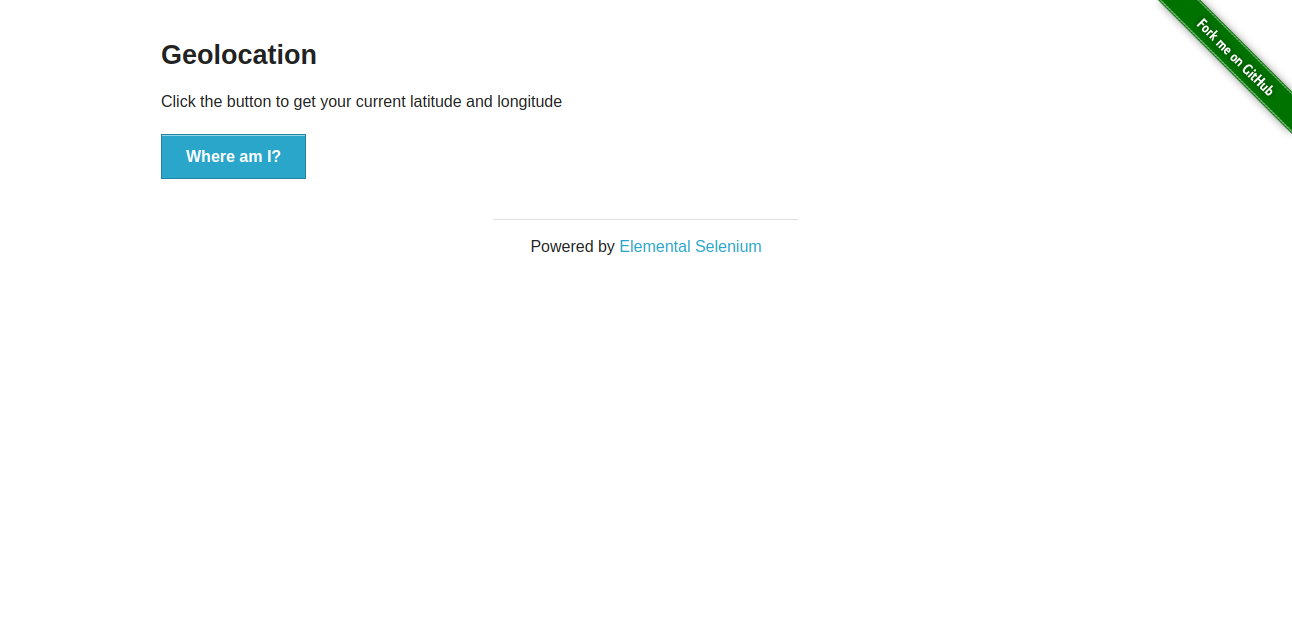 Geolocation
Click the button to get your current latitude and longitude
Where am I?
Powered by Elemental Selenium
Fork me on GitHub